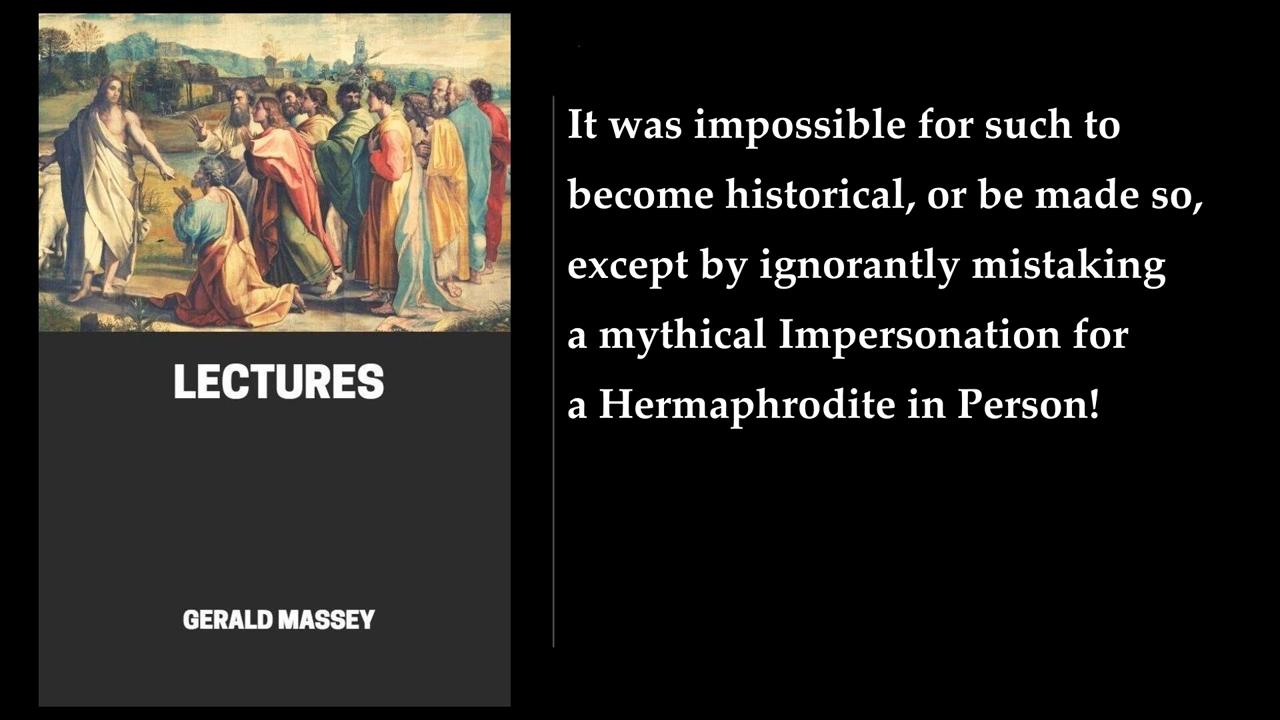 LECTURES
GERALD MASSEY
It was impossible for such to
become historical, or be made so,
except by ignorantly mistaking
a mythical Impersonation for
a Hermaphrodite in Person!